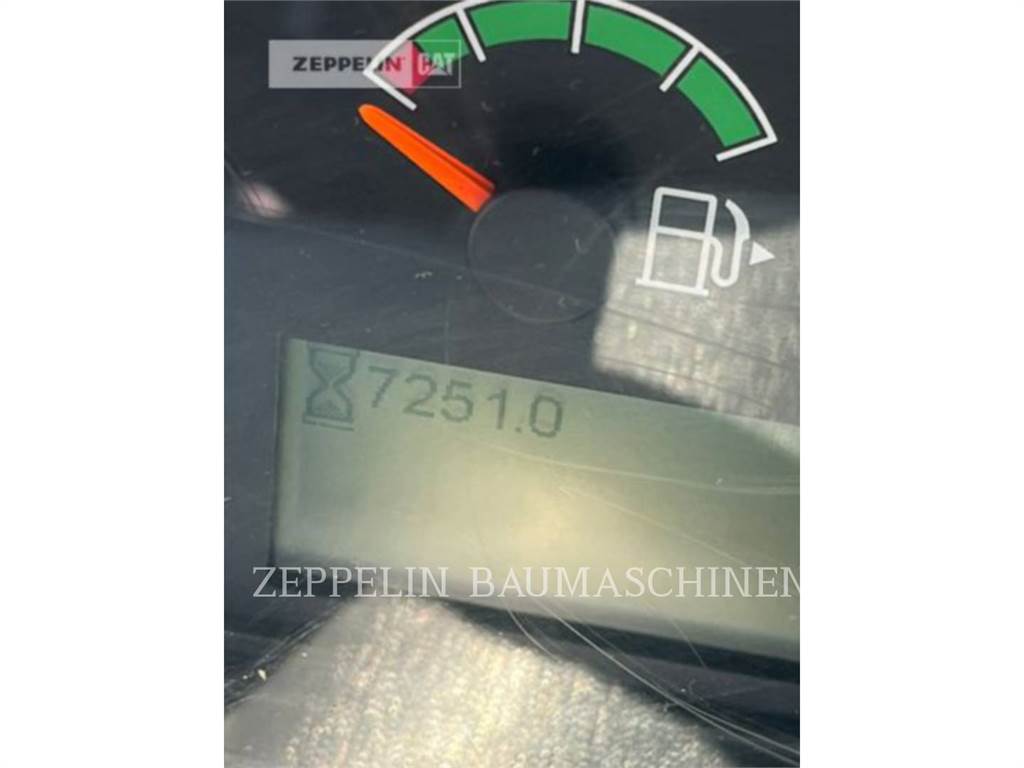 ZEPPELIN CAT
7251.0
ZEPPELIN BAUMASCHINEN